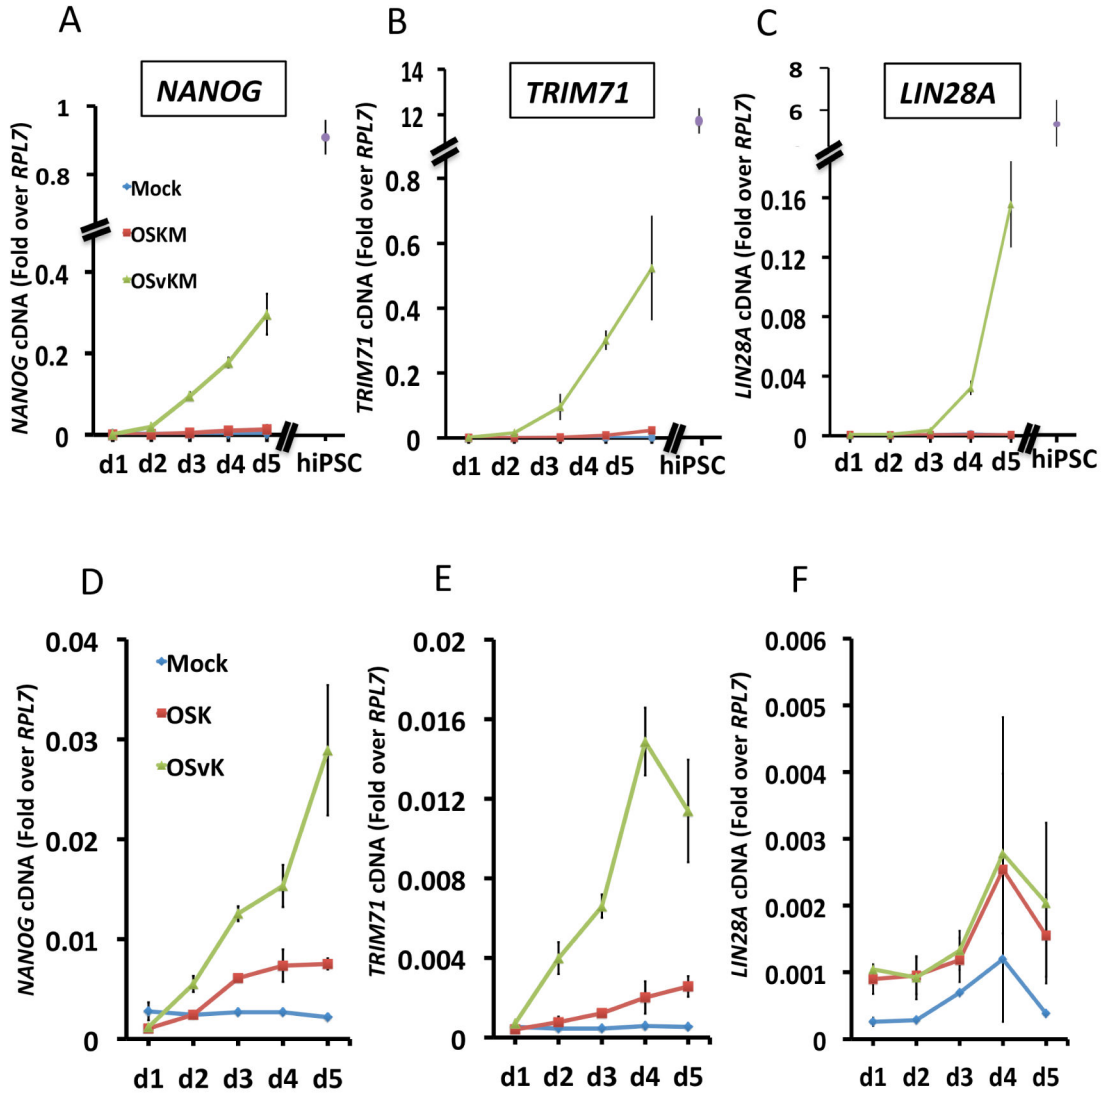 A
B
C
NANOG
TRIM71
LIN28A
NANOG cDNA (Fold over RPL7)
1
0.8
0.4
0.2
0
Mock
OSKM
OSvKM
d1 d2 d3 d4 d5 hiPSC
TRIM71 cDNA (Fold over RPL7)
14
12
0.8
0.6
0.4
0.2
0
d1 d2 d3 d4 d5 hiPSC
LIN28A cDNA (Fold over RPL7)
8
6
0.16
0.12
0.08
0.04
0
d1 d2 d3 d4 d5 hiPSC
D
E
F
NANOG cDNA (Fold over RPL7)
0.04
0.03
0.02
0.01
0
Mock
OSK
OSvK
d1 d2 d3 d4 d5
TRIM71 cDNA (Fold over RPL7)
0.02
0.016
0.012
0.008
0.004
0
d1 d2 d3 d4 d5
LIN28A cDNA (Fold over RPL7)
0.006
0.005
0.004
0.003
0.002
0.001
0
d1 d2 d3 d4 d5